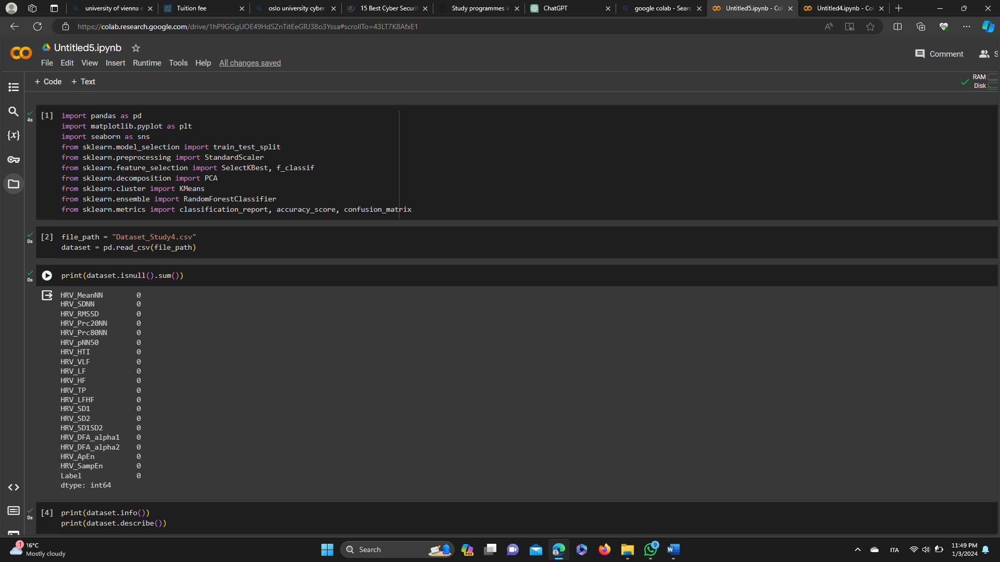 university of vienna e
Tuition fee
oslo university cyber
15 Best Cyber Securit
Study programmes i
ChatGPT
google colab - Searc
Untitled5.ipynb - Co
Untitled4.ipynb - Co
https://colab.research.google.com/drive/1hP9GGgUOE49HdSZnTitEeGRJ38o3Yssa#scrollTo=43LT7K8AfxE1
Untitled5.ipynb
Comment
S
File Edit View Insert Runtime Tools Help All changes saved
+ Code + Text
RAM
Disk
4s
[1] import pandas as pd
import matplotlib.pyplot as plt
import seaborn as sns
from sklearn.model_selection import train_test_split
from sklearn.preprocessing import StandardScaler
from sklearn.feature_selection import SelectKBest, f_classif
from sklearn.decomposition import PCA
from sklearn.cluster import KMeans
from sklearn.ensemble import RandomForestClassifier
from sklearn.metrics import classification_report, accuracy_score, confusion_matrix
0s
[2] file_path = "Dataset_Study4.csv"
dataset = pd.read_csv(file_path)
0s
print(dataset.isnull().sum())
HRV_MeanNN 0
HRV_SDNN 0
HRV_RMSSD 0
HRV_Prc20NN 0
HRV_Prc80NN 0
HRV_pNN50 0
HRV_HTI 0
HRV_VLF 0
HRV_LF 0
HRV_HF 0
HRV_TP 0
HRV_LFHF 0
HRV_SD1 0
HRV_SD2 0
HRV_SD1SD2 0
HRV_DFA_alpha1 0
HRV_DFA_alpha2 0
HRV_ApEn 0
HRV_SampEn 0
Label 0
dtype: int64
0s
[4] print(dataset.info())
print(dataset.describe())
1
16°C
Mostly cloudy
Search
PRE
9
ITA
11:49 PM
1/3/2024